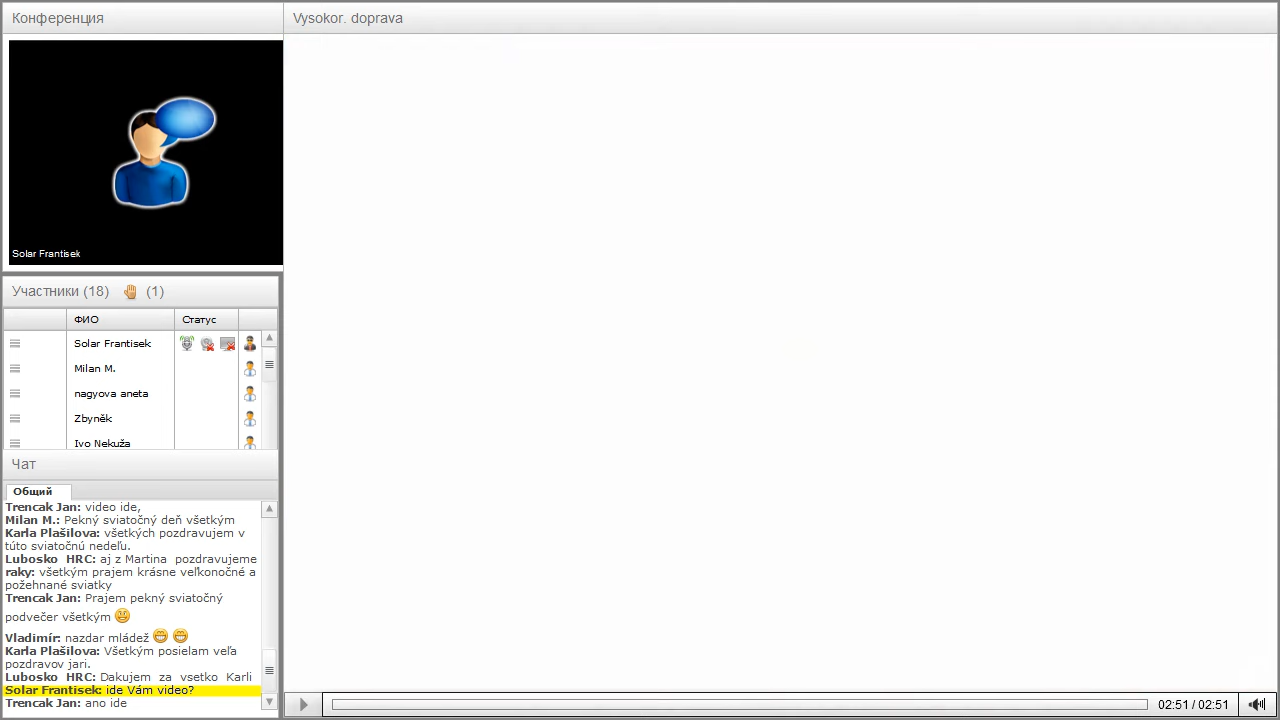 Конференция
Vysokor. doprava
Solar Frantisek
Участники (18) (1)
ФИО Статус
Solar Frantisek
Milan M.
nagyova aneta
Zbyněk
Ivo Nekuža
Чат
Общий
Trencak Jan: video ide,
Milan M.: Pekný sviatočný deň všetkým
Karla Plašilova: všetkých pozdravujem v
túto sviatočnú nedeľu.
Lubosko HRC: aj z Martina pozdravujeme
raky: všetkým prajem krásne veľkonočné a
požehnané sviatky
Trencak Jan: Prajem pekný sviatočný
podvečer všetkým
Vladimír: nazdar mládež
Karla Plašilova: Všetkým posielam veľa
pozdravov jari.
Lubosko HRC: Dakujem za vsetko Karli
Solar Frantisek: ide Vám video?
Trencak Jan: ano ide
02:51 / 02:51